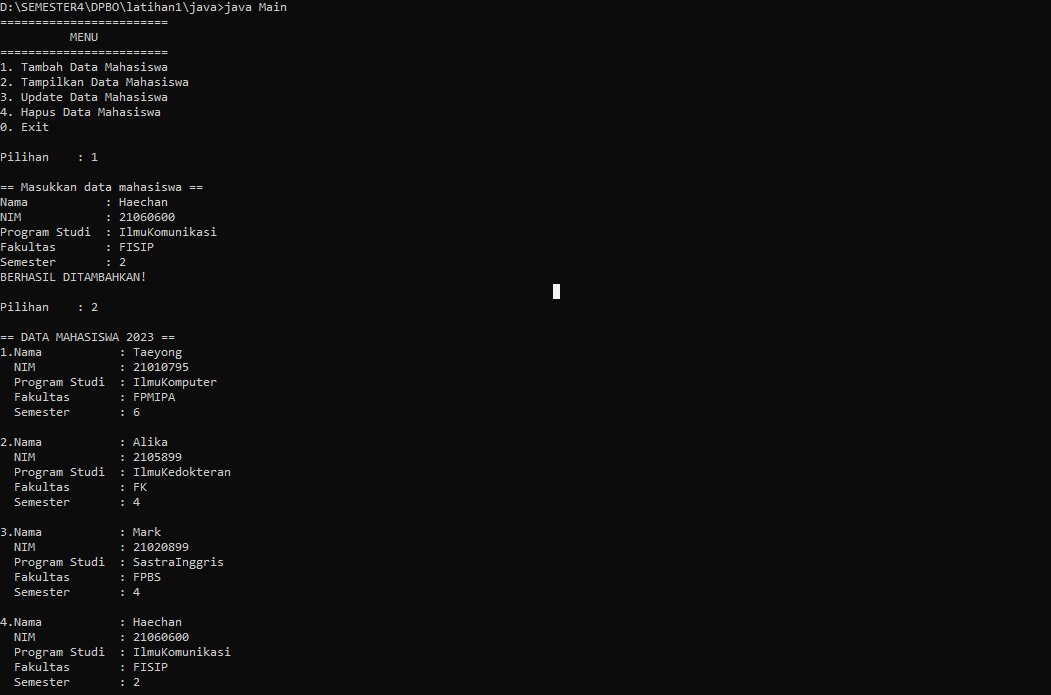 D:\SEMESTER4\DPBO\latihan1\java>java Main
========================
          MENU
========================
1. Tambah Data Mahasiswa
2. Tampilkan Data Mahasiswa
3. Update Data Mahasiswa
4. Hapus Data Mahasiswa
0. Exit

Pilihan    : 1

== Masukkan data mahasiswa ==
Nama           : Haechan
NIM            : 21060600
Program Studi  : IlmuKomunikasi
Fakultas       : FISIP
Semester       : 2
BERHASIL DITAMBAHKAN!

Pilihan    : 2

== DATA MAHASISWA 2023 ==
1.Nama           : Taeyong
  NIM            : 21010795
  Program Studi  : IlmuKomputer
  Fakultas       : FPMIPA
  Semester       : 6

2.Nama           : Alika
  NIM            : 2105899
  Program Studi  : IlmuKedokteran
  Fakultas       : FK
  Semester       : 4

3.Nama           : Mark
  NIM            : 21020899
  Program Studi  : SastraInggris
  Fakultas       : FPBS
  Semester       : 4

4.Nama           : Haechan
  NIM            : 21060600
  Program Studi  : IlmuKomunikasi
  Fakultas       : FISIP
  Semester       : 2